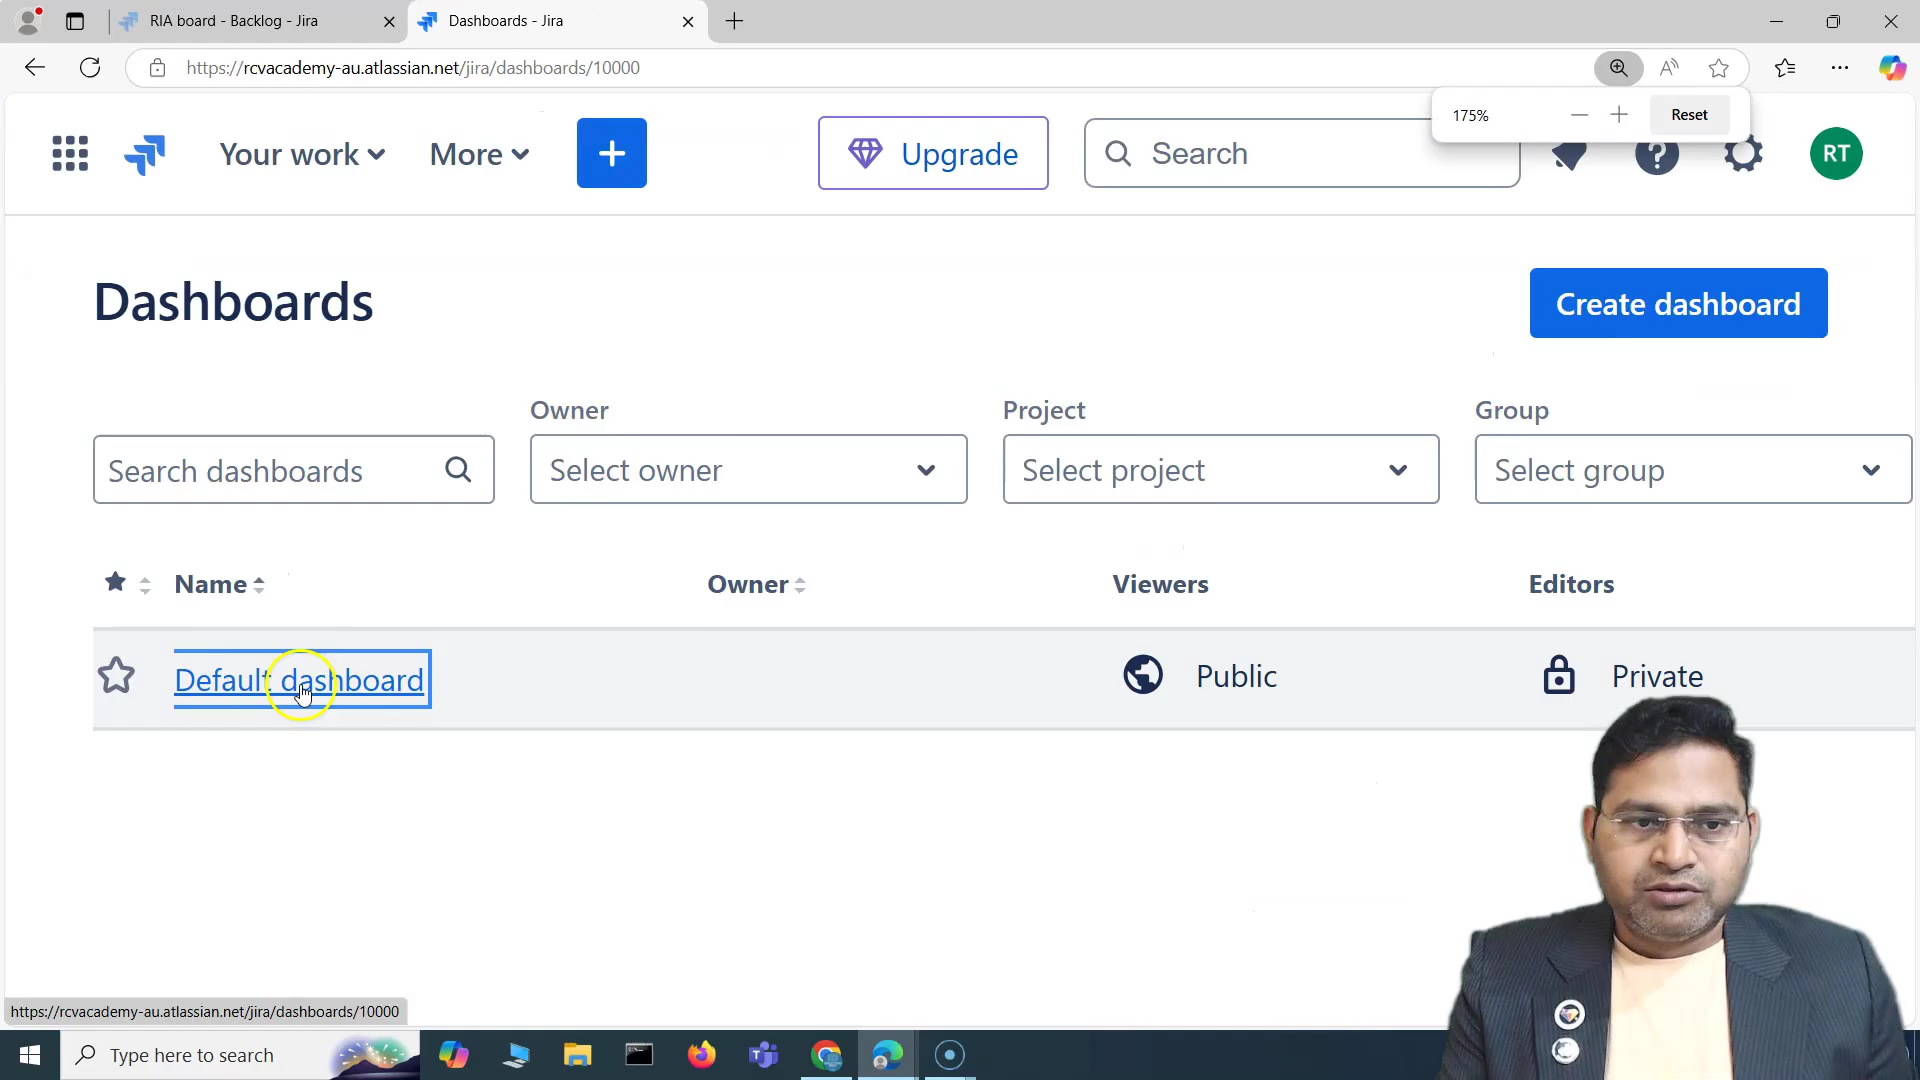 RIA board - Backlog - Jira
Dashboards - Jira
https://rcvacademy-au.atlassian.net/jira/dashboards/10000
175%
Reset
Your work
More
Upgrade
Search
RT
Dashboards
Create dashboard
Owner
Project
Group
Search dashboards
Select owner
Select project
Select group
Name
Owner
Viewers
Editors
Default dashboard
Public
Private
https://rcvacademy-au.atlassian.net/jira/dashboards/10000
Type here to search